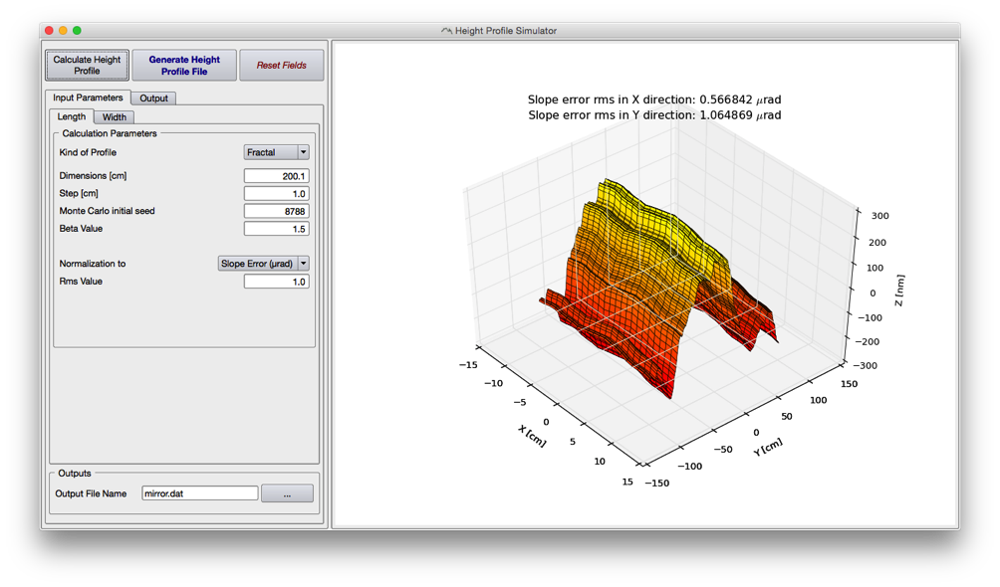 Height Profile Simulator
Calculate Height
Profile
Generate Height
Profile File
Reset Fields
Input Parameters
Output
Length
Width
Calculation Parameters
Kind of Profile
Fractal
Dimensions [cm]
200.1
Step [cm]
1.0
Monte Carlo initial seed
8788
Beta Value
1.5
Normalization to
Slope Error (µrad)
Rms Value
1.0
Outputs
Output File Name
mirror.dat
...
Slope error rms in X direction: 0.566842 µrad
Slope error rms in Y direction: 1.064869 µrad
300
200
100
0
−100
−200
−300
Z [nm]
−15
−10
−5
0
5
10
15
X [cm]
−150
−100
−50
0
50
100
150
Y [cm]